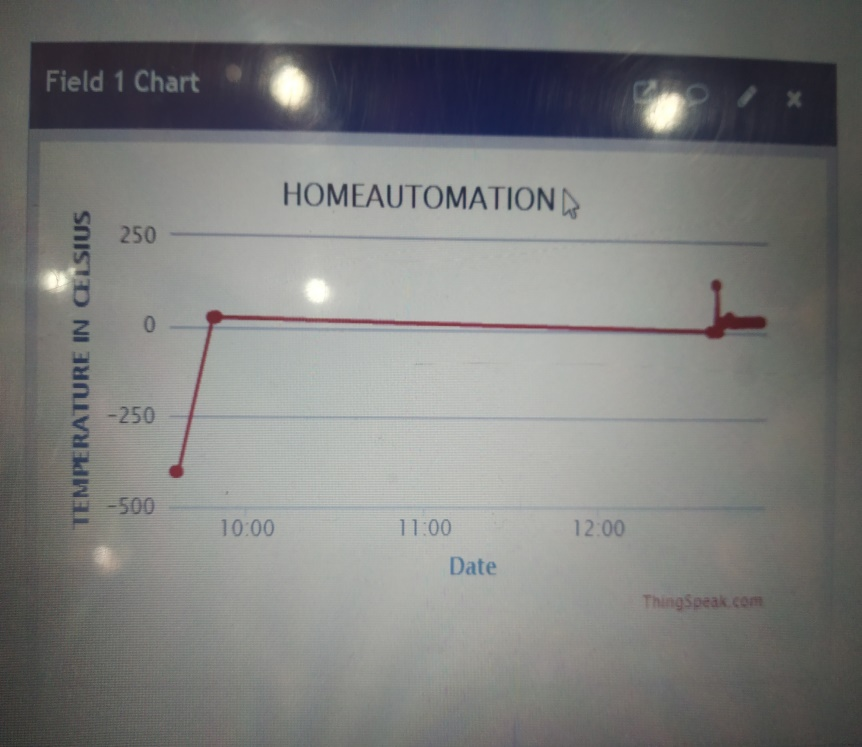 Field 1 Chart
HOMEAUTOMATION
TEMPERATURE IN CELSIUS
250
0
-250
-500
10:00 11:00 12:00
Date
ThingSpeak.com